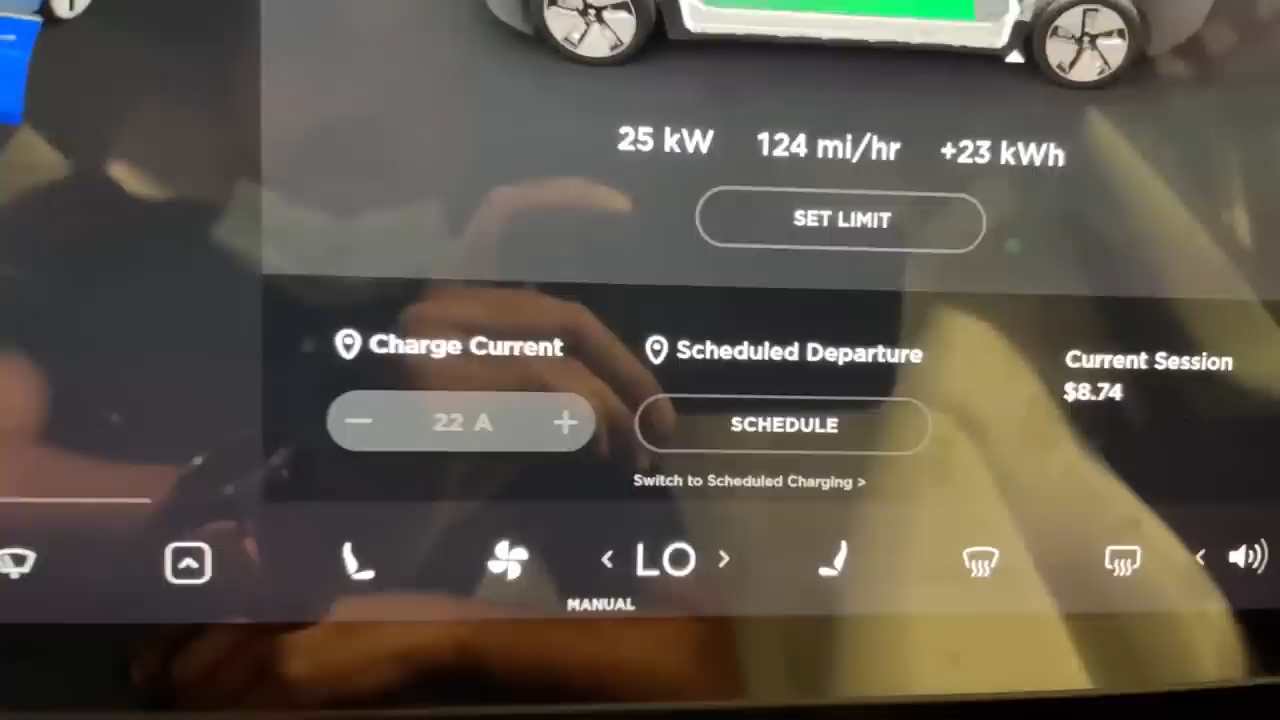 25 kW 124 mi/hr +23 kWh
SET LIMIT
Charge Current Scheduled Departure Current Session
$8.74
22 A SCHEDULE
Switch to Scheduled Charging >
< LO >
MANUAL